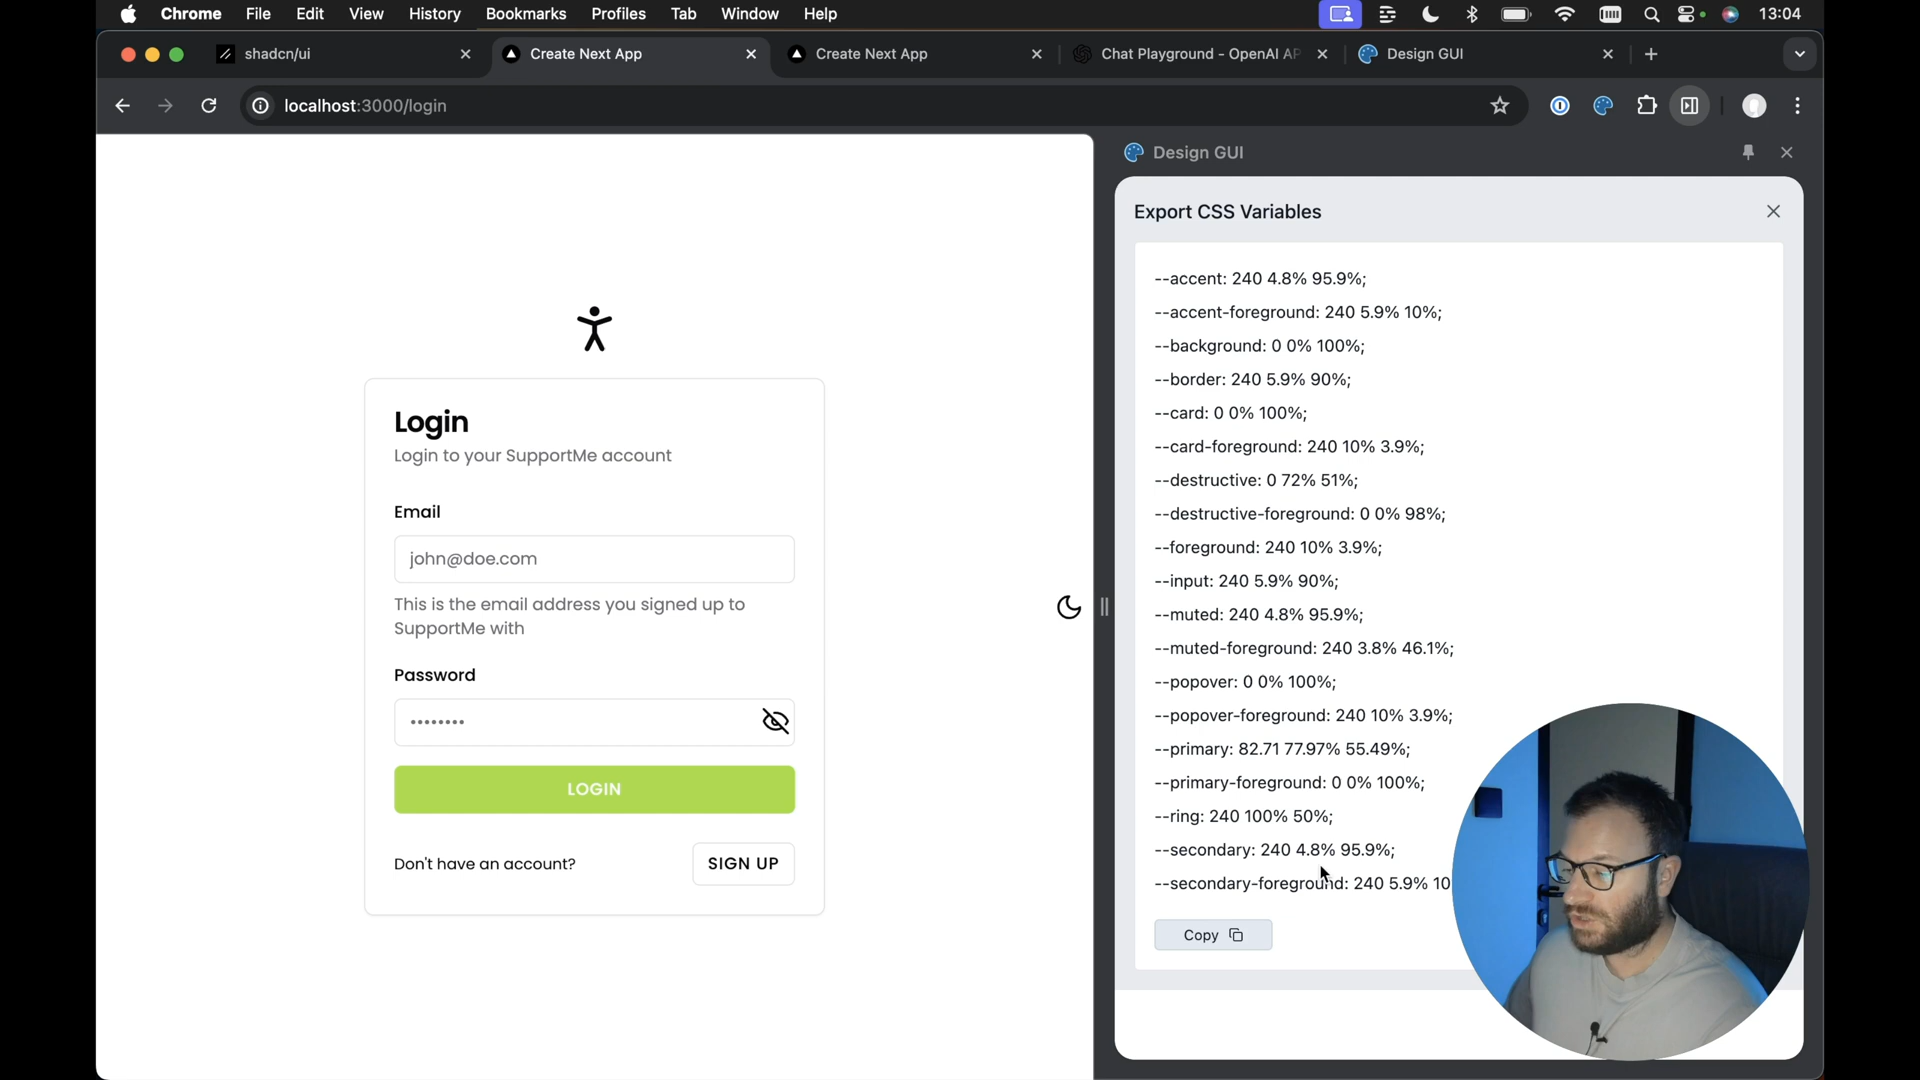 Chrome File Edit View History Bookmarks Profiles Tab Window Help 13:04
shadcn/ui Create Next App Create Next App Chat Playground - OpenAI AP Design GUI
localhost:3000/login
Design GUI
Export CSS Variables
--accent: 240 4.8% 95.9%;
--accent-foreground: 240 5.9% 10%;
--background: 0 0% 100%;
--border: 240 5.9% 90%;
--card: 0 0% 100%;
--card-foreground: 240 10% 3.9%;
--destructive: 0 72% 51%;
--destructive-foreground: 0 0% 98%;
--foreground: 240 10% 3.9%;
--input: 240 5.9% 90%;
--muted: 240 4.8% 95.9%;
--muted-foreground: 240 3.8% 46.1%;
--popover: 0 0% 100%;
--popover-foreground: 240 10% 3.9%;
--primary: 82.71 77.97% 55.49%;
--primary-foreground: 0 0% 100%;
--ring: 240 100% 50%;
--secondary: 240 4.8% 95.9%;
--secondary-foreground: 240 5.9% 10
Copy
Login
Login to your SupportMe account
Email
john@doe.com
This is the email address you signed up to
SupportMe with
Password
••••••••
LOGIN
Don't have an account?
SIGN UP